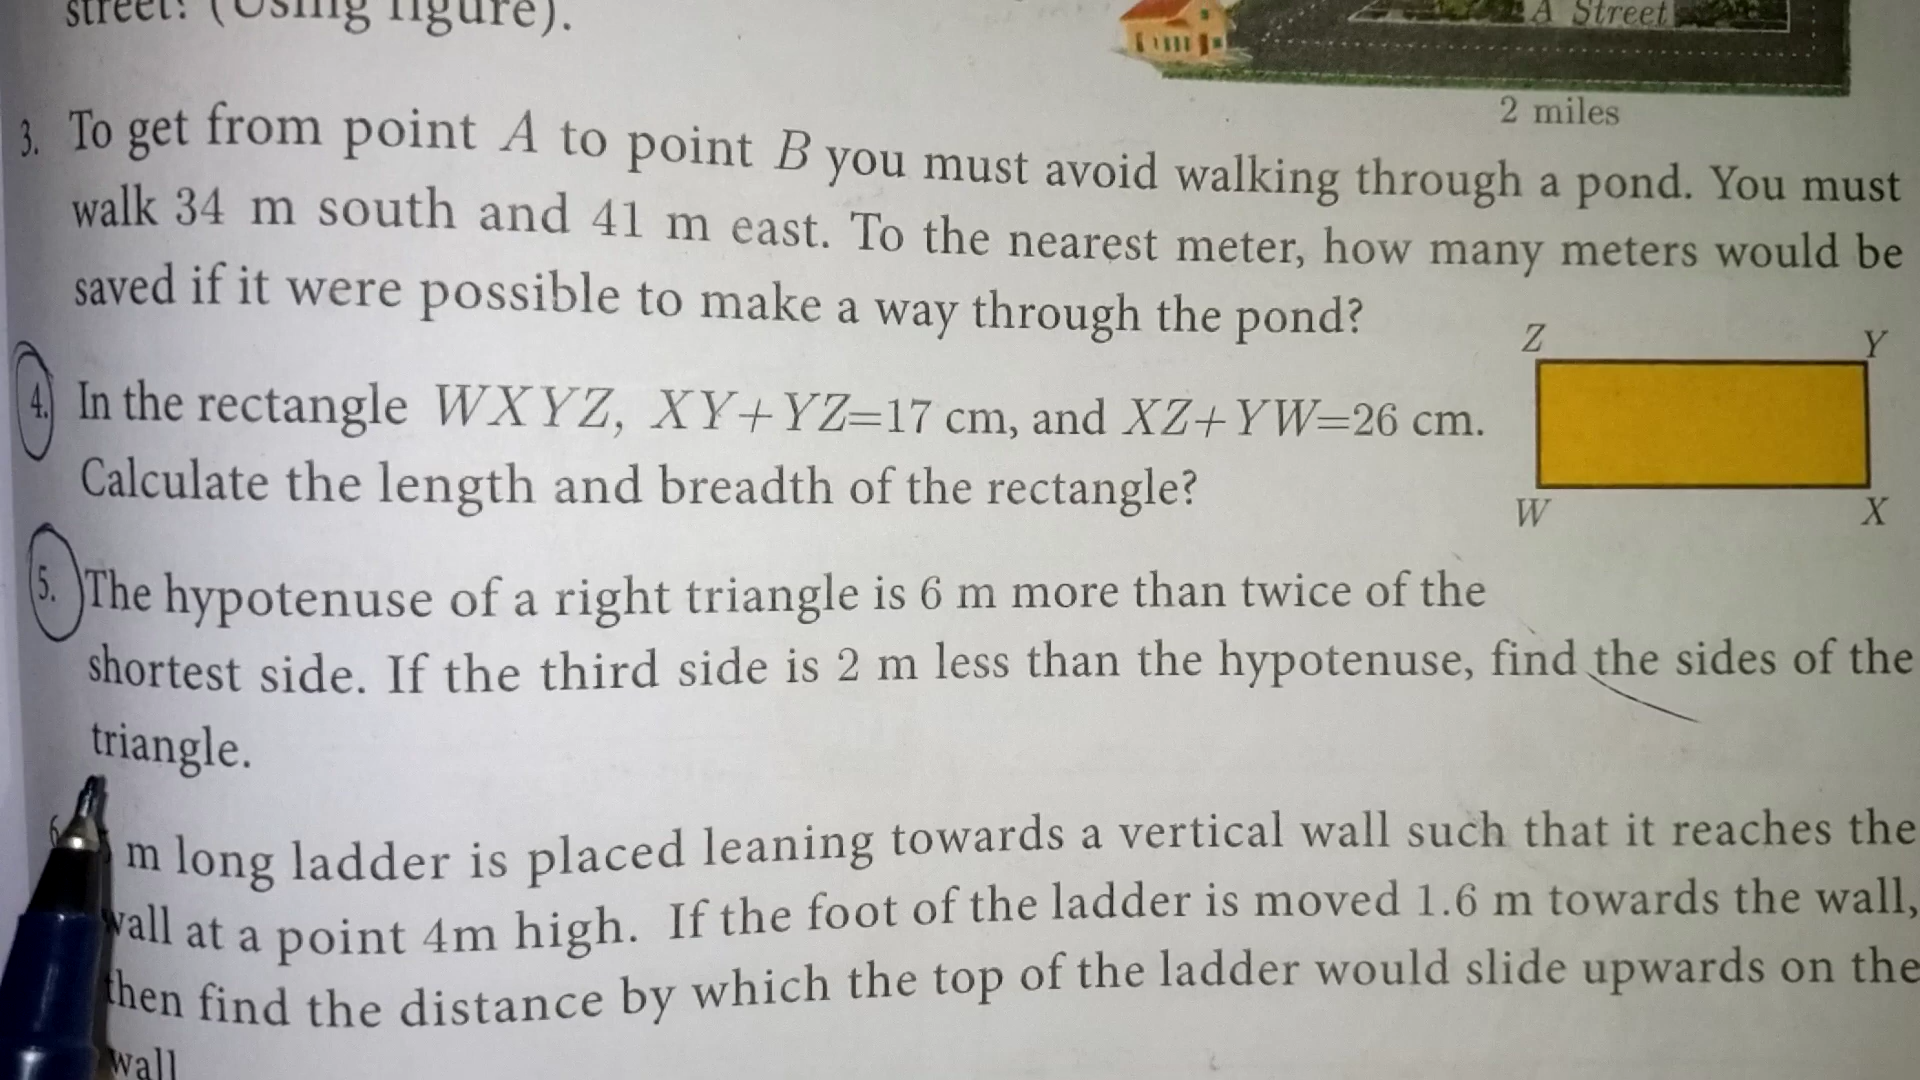 street? (Using figure).
A Street
2 miles
3. To get from point A to point B you must avoid walking through a pond. You must
walk 34 m south and 41 m east. To the nearest meter, how many meters would be
saved if it were possible to make a way through the pond?
4. In the rectangle WXYZ, XY+YZ=17 cm, and XZ+YW=26 cm.
Calculate the length and breadth of the rectangle?
Z Y
W X
5. The hypotenuse of a right triangle is 6 m more than twice of the
shortest side. If the third side is 2 m less than the hypotenuse, find the sides of the
triangle.
m long ladder is placed leaning towards a vertical wall such that it reaches the
wall at a point 4m high. If the foot of the ladder is moved 1.6 m towards the wall,
then find the distance by which the top of the ladder would slide upwards on the
wall